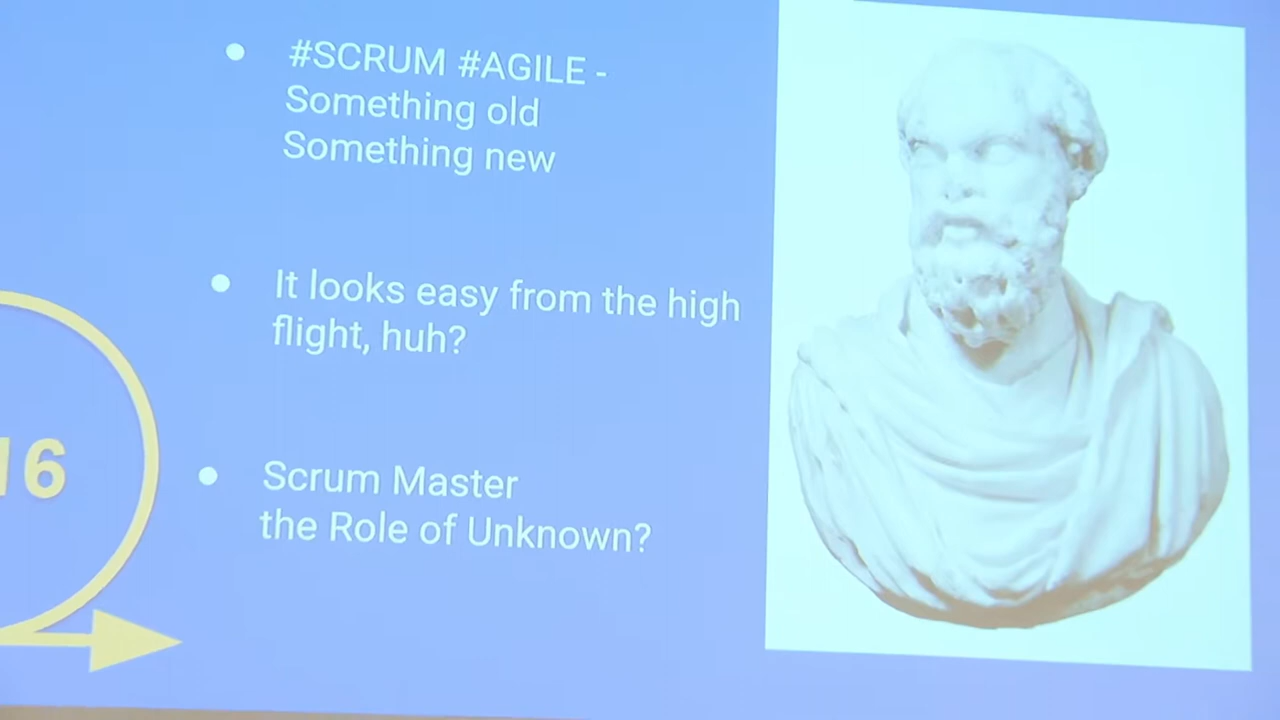 #SCRUM #AGILE -
Something old
Something new
It looks easy from the high
flight, huh?
16
Scrum Master
the Role of Unknown?